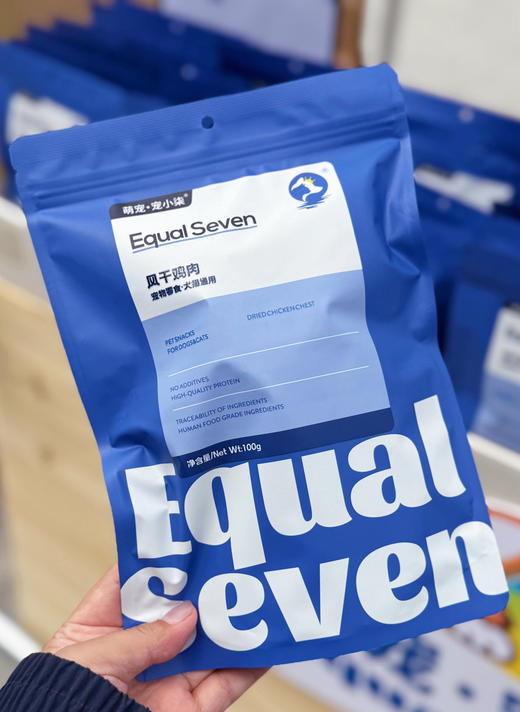 萌宠·宠小柒®
Equal Seven
风干鸡肉
宠物零食·犬猫通用
PET SNACKS
FOR DOGS&CATS
DRIED CHICKEN CHEST
NO ADDITIVES
HIGH-QUALITY PROTEIN
TRACEABILITY OF INGREDIENTS
HUMAN FOOD GRADE INGREDIENTS
净含量/Net Wt:100g
Equal
seven